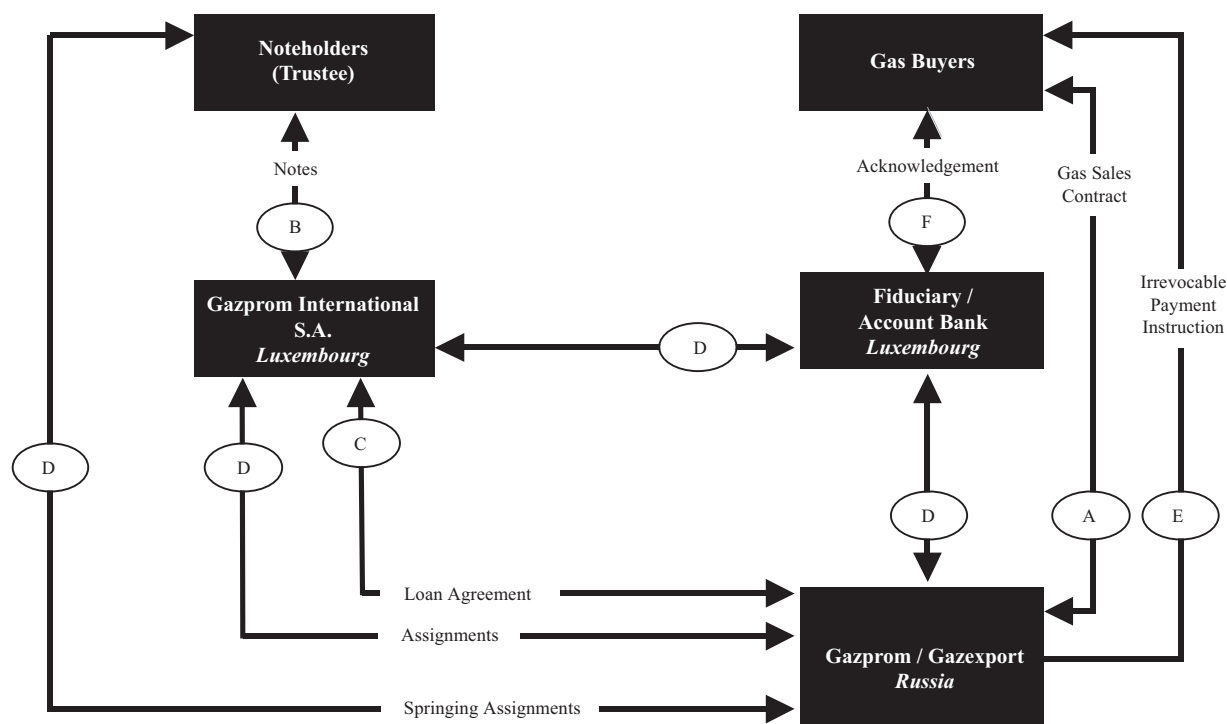 Noteholders
(Trustee)
Gas Buyers
Notes
Acknowledgement
Gas Sales
Contract
B
F
Irrevocable
Payment
Instruction
Gazprom International
S.A.
Luxembourg
Fiduciary /
Account Bank
Luxembourg
D
D
D
C
D
A
E
Loan Agreement
Assignments
Gazprom / Gazexport
Russia
Springing Assignments